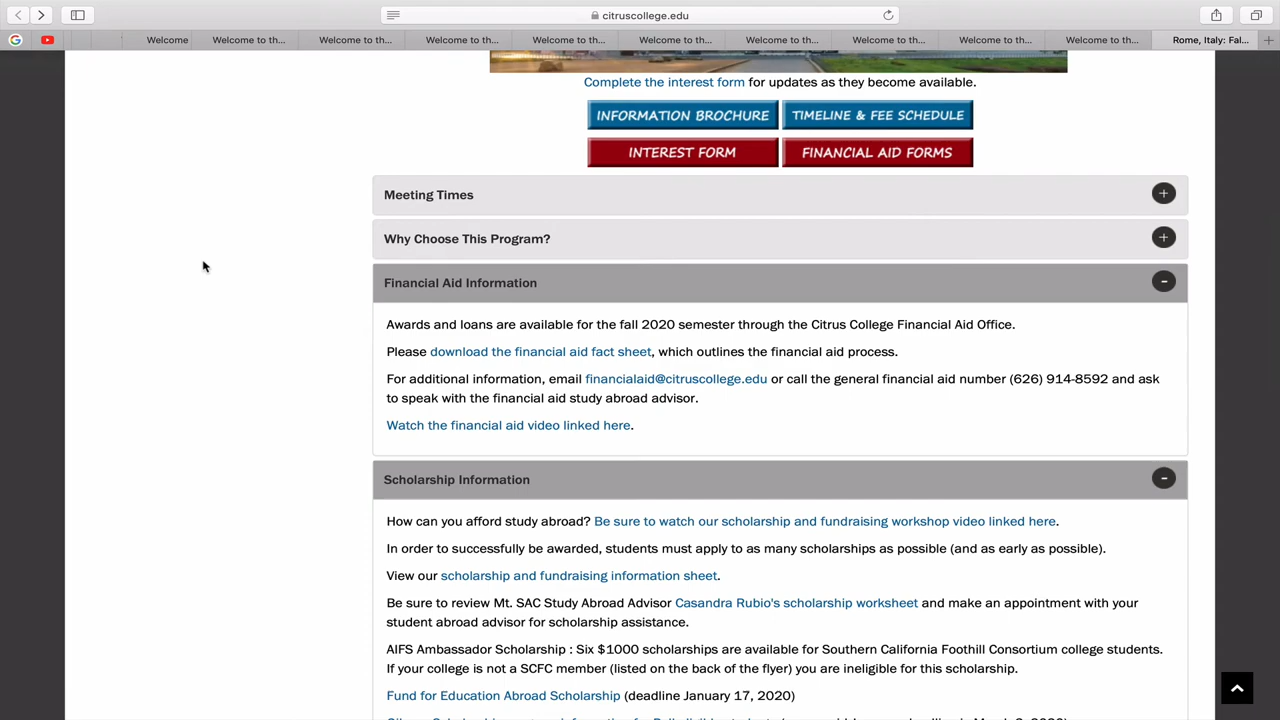 citruscollege.edu
Welcome
Welcome to th...
Welcome to th...
Welcome to th...
Welcome to th...
Welcome to th...
Welcome to th...
Welcome to th...
Welcome to th...
Welcome to th...
Rome, Italy: Fal...
Complete the interest form for updates as they become available.
INFORMATION BROCHURE
TIMELINE & FEE SCHEDULE
INTEREST FORM
FINANCIAL AID FORMS
Meeting Times
Why Choose This Program?
Financial Aid Information
Awards and loans are available for the fall 2020 semester through the Citrus College Financial Aid Office.
Please download the financial aid fact sheet, which outlines the financial aid process.
For additional information, email financialaid@citruscollege.edu or call the general financial aid number (626) 914-8592 and ask
to speak with the financial aid study abroad advisor.
Watch the financial aid video linked here.
Scholarship Information
How can you afford study abroad? Be sure to watch our scholarship and fundraising workshop video linked here.
In order to successfully be awarded, students must apply to as many scholarships as possible (and as early as possible).
View our scholarship and fundraising information sheet.
Be sure to review Mt. SAC Study Abroad Advisor Casandra Rubio's scholarship worksheet and make an appointment with your
student abroad advisor for scholarship assistance.
AIFS Ambassador Scholarship : Six $1000 scholarships are available for Southern California Foothill Consortium college students.
If your college is not a SCFC member (listed on the back of the flyer) you are ineligible for this scholarship.
Fund for Education Abroad Scholarship (deadline January 17, 2020)